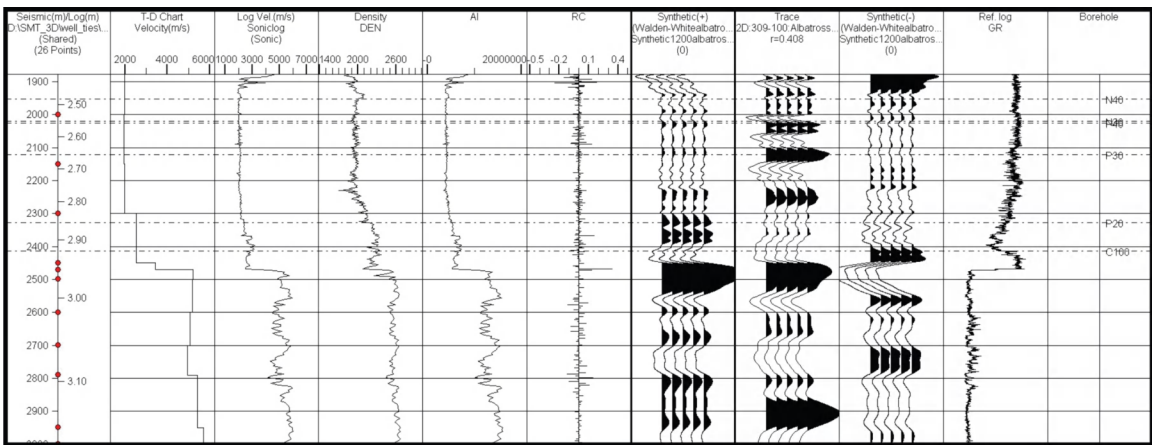 Seismic(m)/Log(m)
D:\SMT_3D\well_ties\...
(Shared)
(26 Points)
T-D Chart
Velocity(m/s)
Log Vel.(m/s)
Soniclog
(Sonic)
Density
DEN
AI
RC
Synthetic(+)
(Walden-Whitealbatro...
Synthetic1200albatros...
(0)
Trace
2D:309-100:Albatross...
r=0.408
Synthetic(-)
(Walden-Whitealbatro...
Synthetic1200albatros...
(0)
Ref. log
GR
Borehole
2000 4000 6000
1000 3000 5000 7000
1400 2000 2600
-0 20000000
-0.5 -0.2 0.1 0.4
1900
2.50
N40
2000
P40
2.60
2100
P30
2.70
2200
2.80
2300
P20
2.90
2400
C100
2500
3.00
2600
2700
2800
3.10
2900